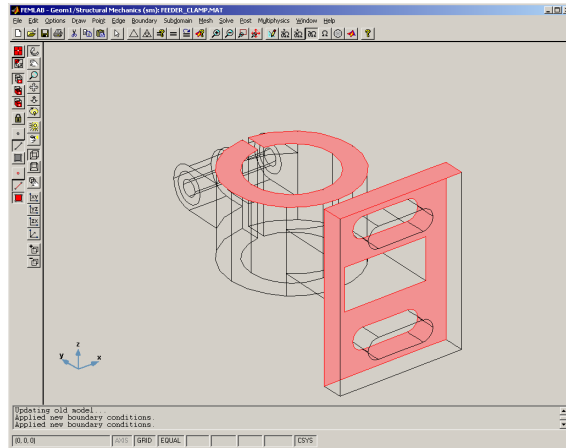 FEMLAB - Geom1/Structural Mechanics (sm): FEEDER_CLAMP.MAT
File Edit Options Draw Point Edge Boundary Subdomain Mesh Solve Post Multiphysics Window Help
z
y
x
Updating old model...
Applied new boundary conditions.
Applied new boundary conditions.
(0, 0, 0) AXIS GRID EQUAL CSYS